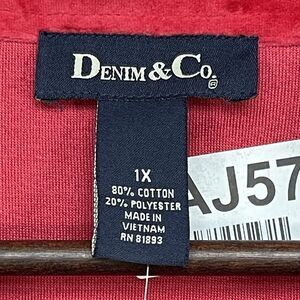 DENIM & CO.
1X
80% COTTON
20% POLYESTER
MADE IN
VIETNAM
RN 81893
AJ57